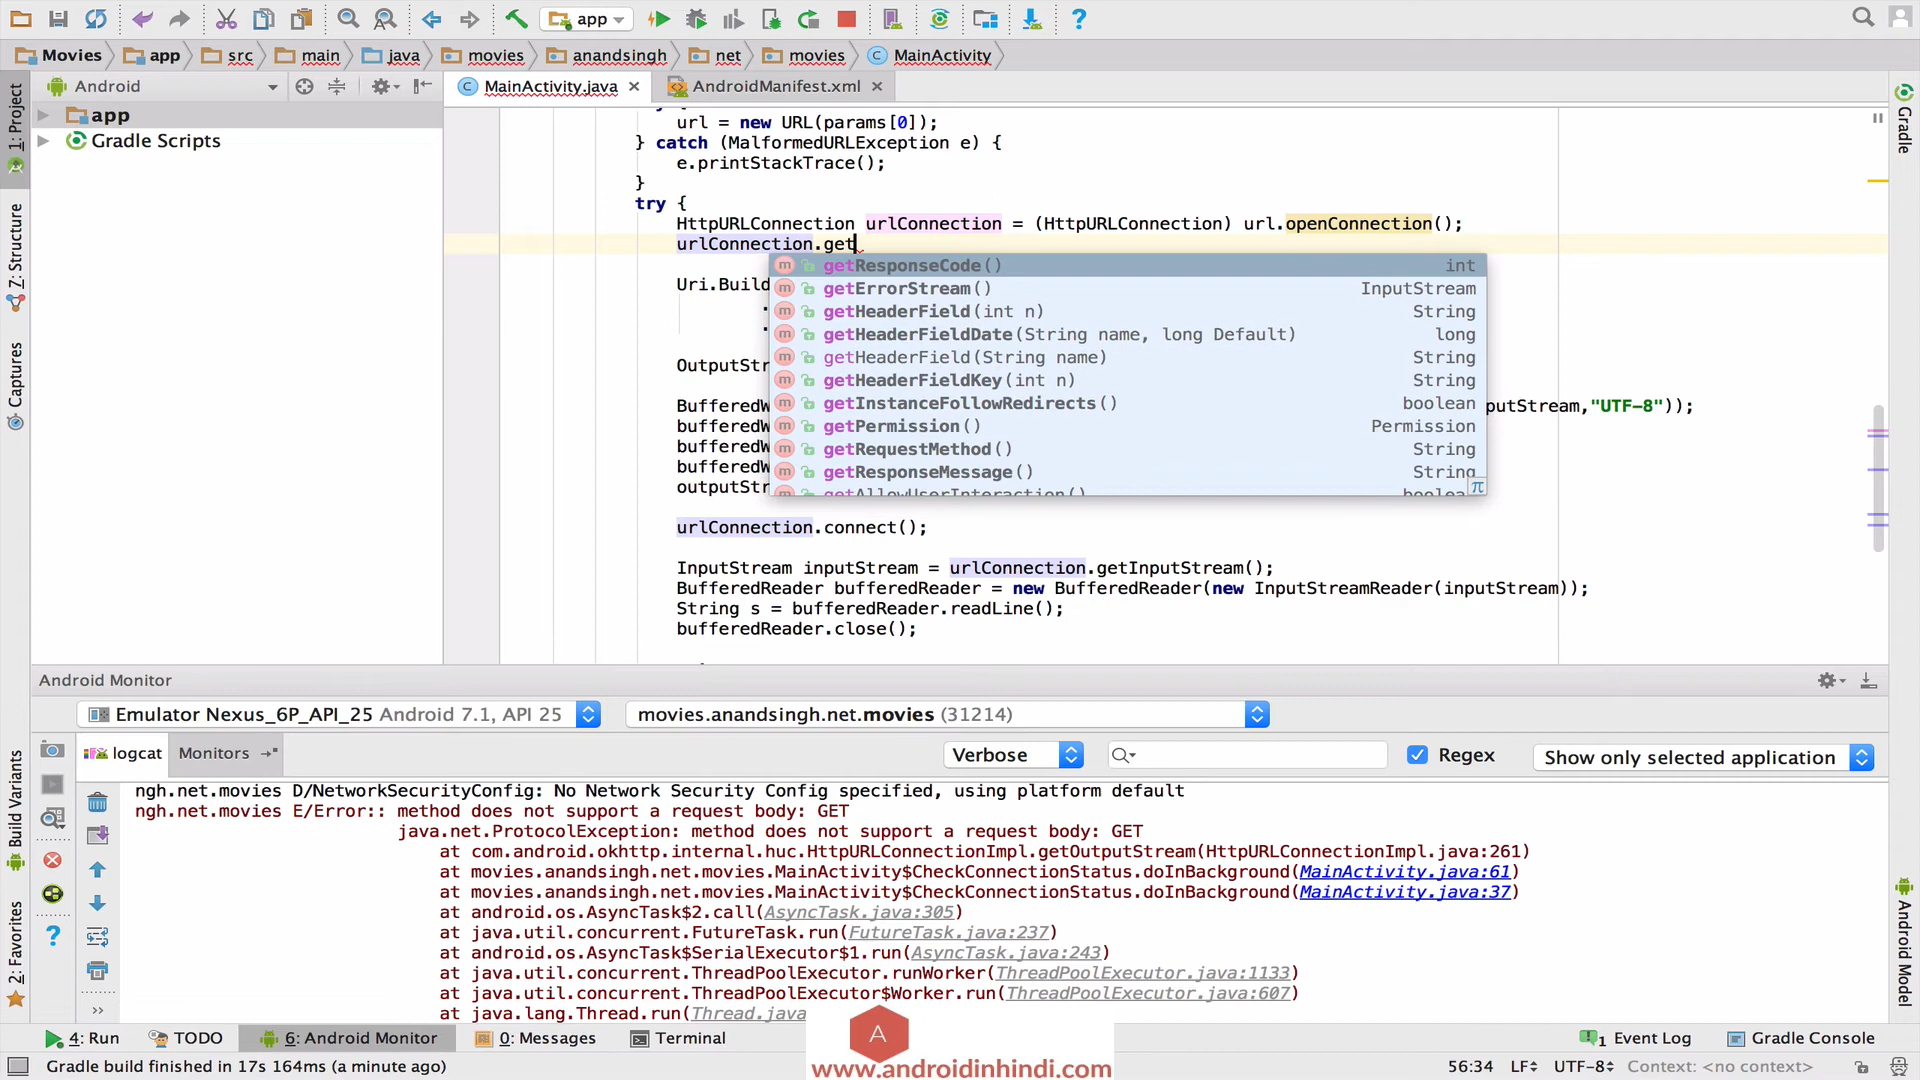 app
Movies app src main java movies anandsingh net movies MainActivity
Android
MainActivity.java
AndroidManifest.xml
1: Project
Z: Structure
Captures
Build Variants
2: Favorites
Gradle
Android Model
app
Gradle Scripts
url = new URL(params[0]);
} catch (MalformedURLException e) {
e.printStackTrace();
}
try {
HttpURLConnection urlConnection = (HttpURLConnection) url.openConnection();
urlConnection.get
getResponseCode() int
getErrorStream() InputStream
getHeaderField(int n) String
getHeaderFieldDate(String name, long Default) long
getHeaderField(String name) String
getHeaderFieldKey(int n) String
getInstanceFollowRedirects() boolean
getPermission() Permission
getRequestMethod() String
getResponseMessage() String
getAllowUserInteraction() boolea
π
Uri.Build
OutputStr
BufferedW putStream,"UTF-8"));
bufferedW
bufferedW
bufferedW
outputStr
urlConnection.connect();
InputStream inputStream = urlConnection.getInputStream();
BufferedReader bufferedReader = new BufferedReader(new InputStreamReader(inputStream));
String s = bufferedReader.readLine();
bufferedReader.close();
Android Monitor
Emulator Nexus_6P_API_25 Android 7.1, API 25
movies.anandsingh.net.movies (31214)
logcat Monitors
Verbose
Regex
Show only selected application
ngh.net.movies D/NetworkSecurityConfig: No Network Security Config specified, using platform default
ngh.net.movies E/Error:: method does not support a request body: GET
java.net.ProtocolException: method does not support a request body: GET
at com.android.okhttp.internal.huc.HttpURLConnectionImpl.getOutputStream(HttpURLConnectionImpl.java:261)
at movies.anandsingh.net.movies.MainActivity$CheckConnectionStatus.doInBackground(MainActivity.java:61)
at movies.anandsingh.net.movies.MainActivity$CheckConnectionStatus.doInBackground(MainActivity.java:37)
at android.os.AsyncTask$2.call(AsyncTask.java:305)
at java.util.concurrent.FutureTask.run(FutureTask.java:237)
at android.os.AsyncTask$SerialExecutor$1.run(AsyncTask.java:243)
at java.util.concurrent.ThreadPoolExecutor.runWorker(ThreadPoolExecutor.java:1133)
at java.util.concurrent.ThreadPoolExecutor$Worker.run(ThreadPoolExecutor.java:607)
at java.lang.Thread.run(Thread.java
4: Run TODO 6: Android Monitor 0: Messages Terminal 1 Event Log Gradle Console
A
www.androidinhindi.com
Gradle build finished in 17s 164ms (a minute ago)
56:34 LF UTF-8 Context: <no context>